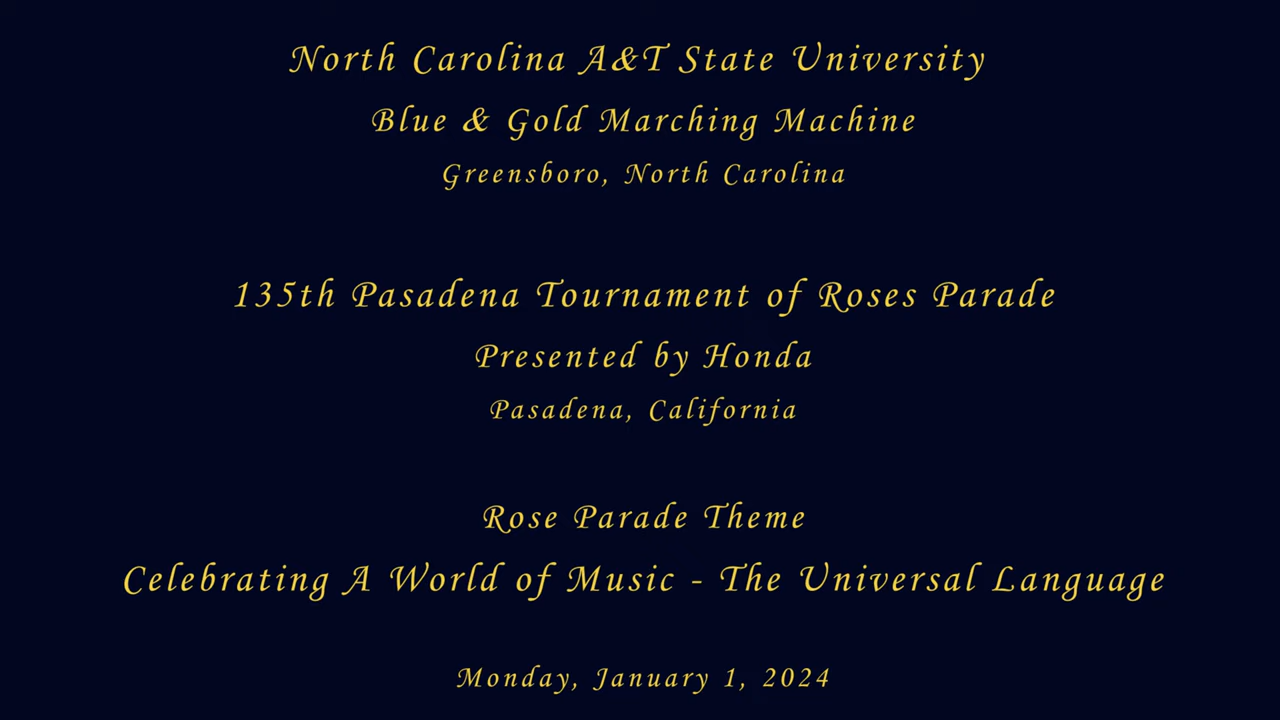 North Carolina A&T State University
Blue & Gold Marching Machine
Greensboro, North Carolina
135th Pasadena Tournament of Roses Parade
Presented by Honda
Pasadena, California
Rose Parade Theme
Celebrating A World of Music - The Universal Language
Monday, January 1, 2024